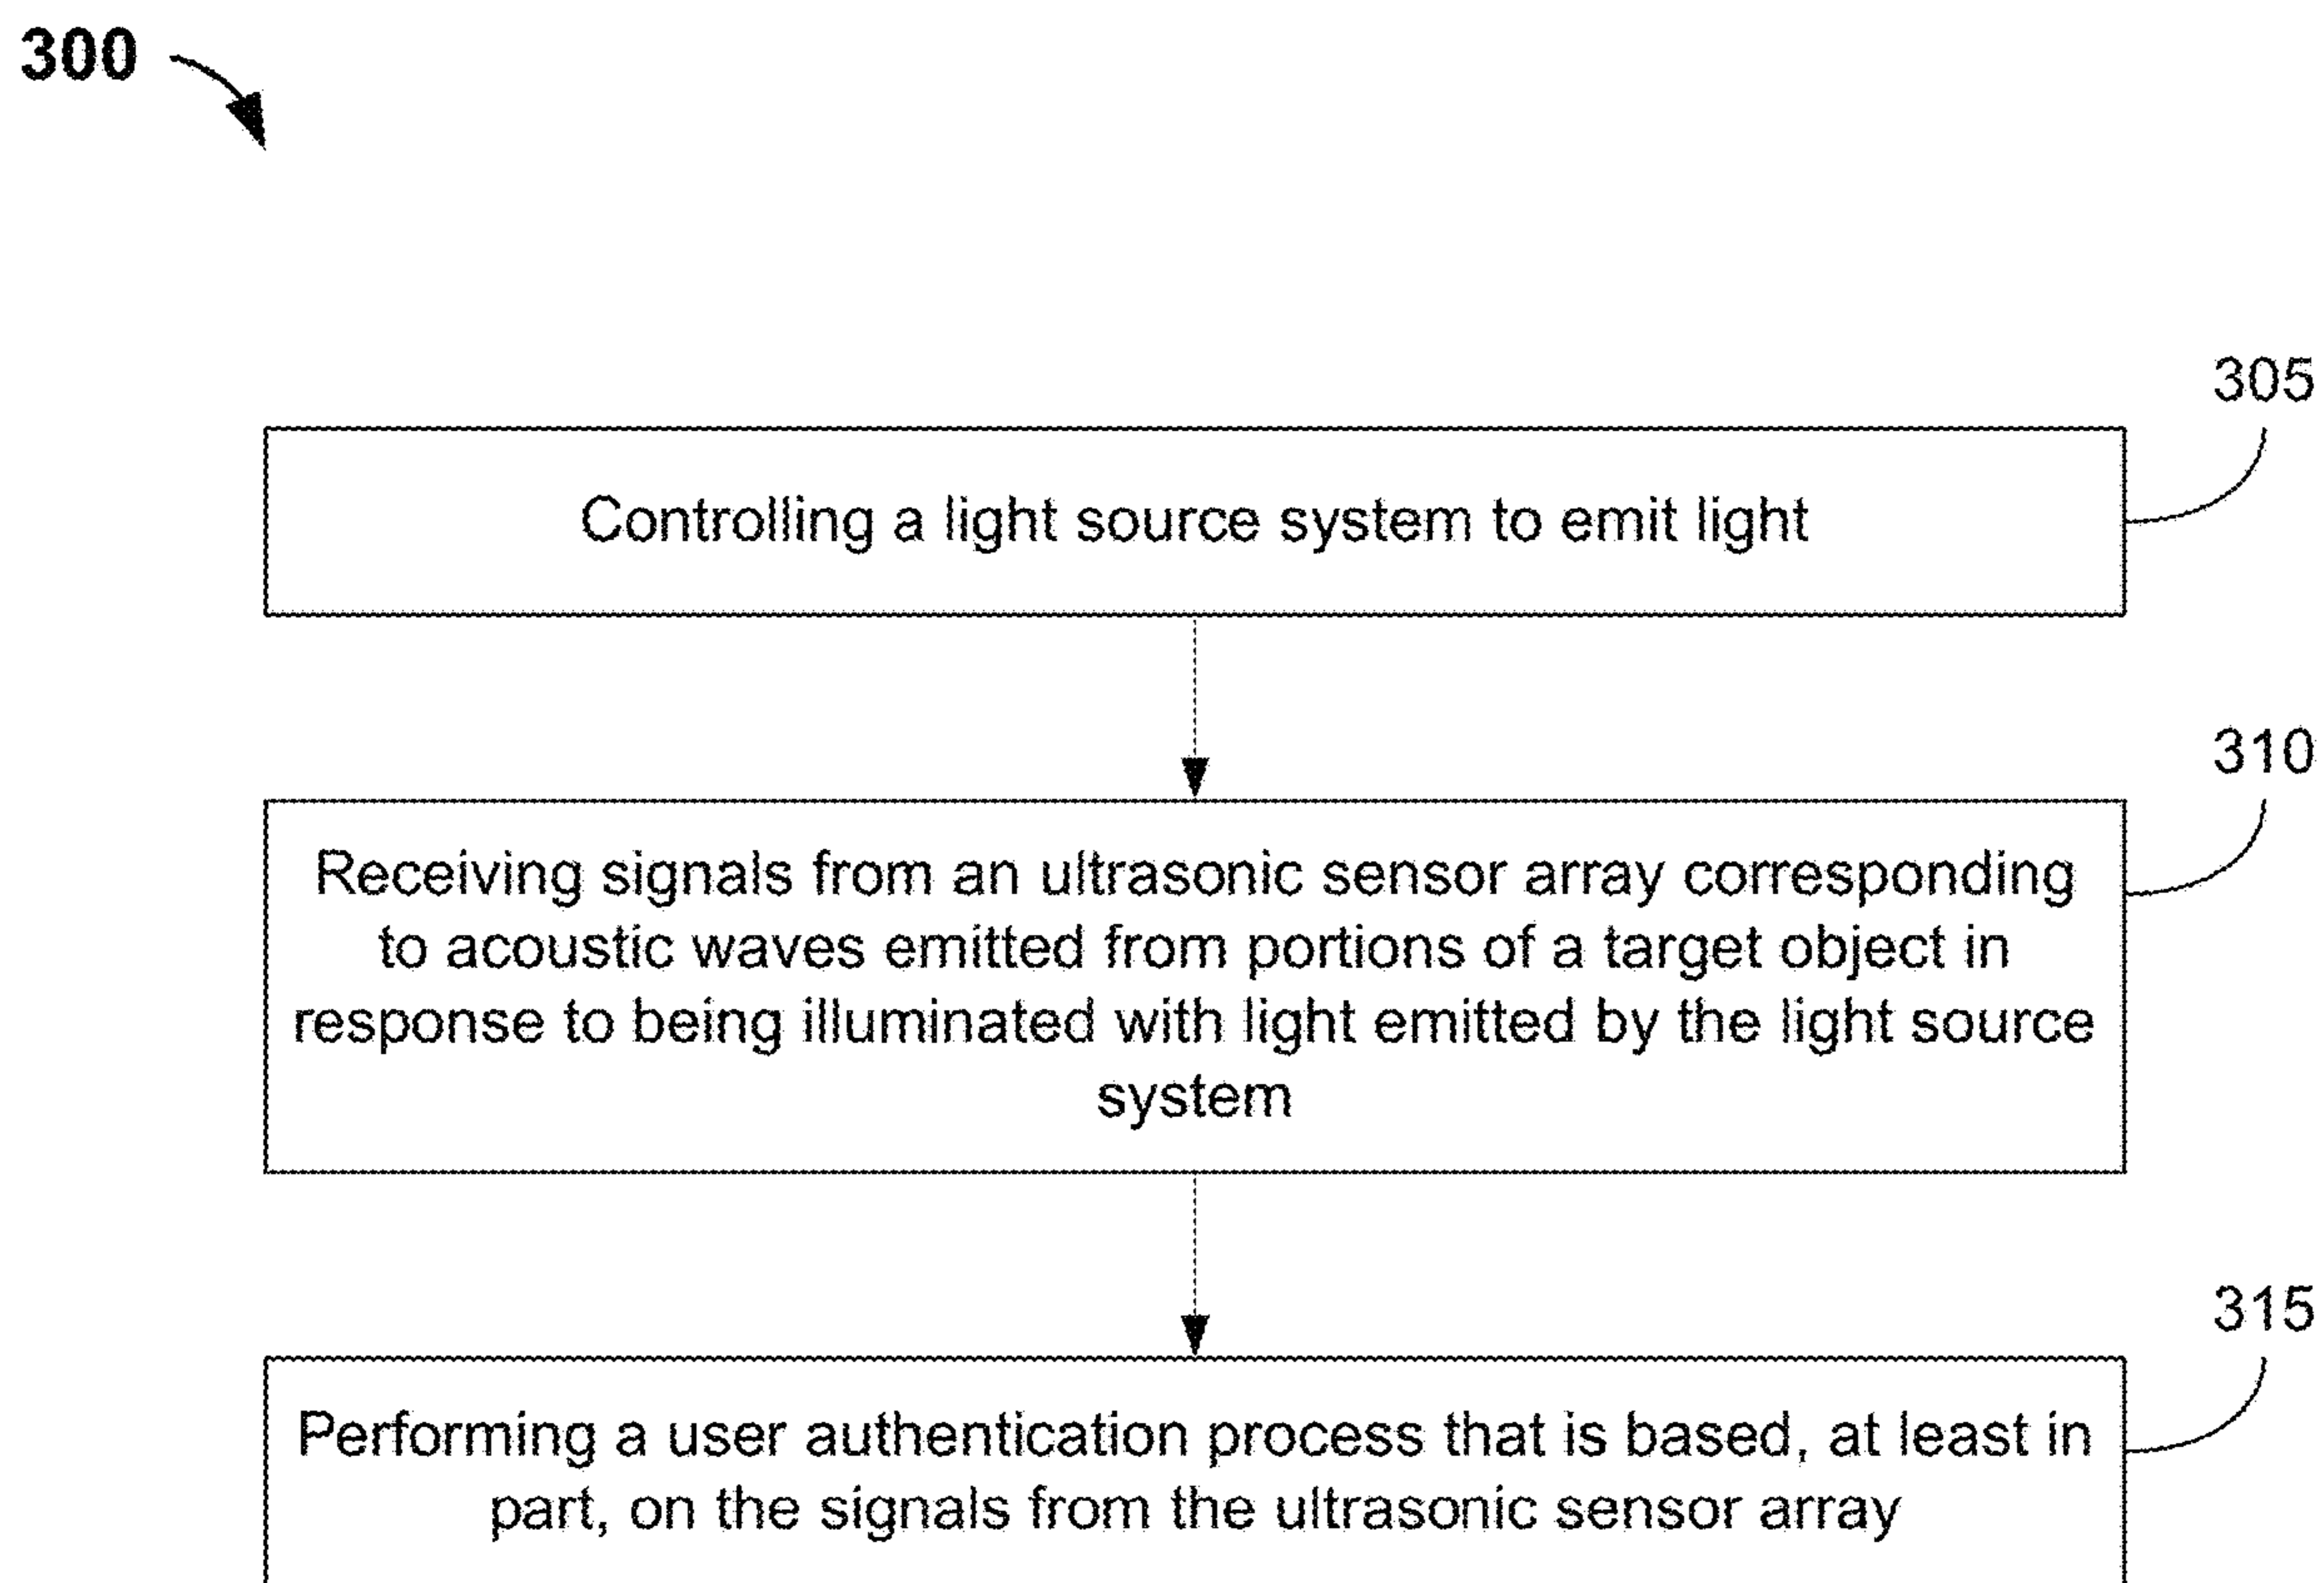 300
305
Controlling a light source system to emit light
310
Receiving signals from an ultrasonic sensor array corresponding
to acoustic waves emitted from portions of a target object in
response to being illuminated with light emitted by the light source
system
315
Performing a user authentication process that is based, at least in
part, on the signals from the ultrasonic sensor array